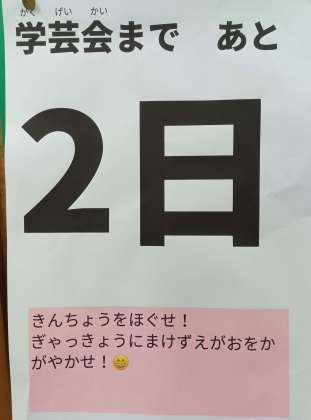 がく げい かい
学芸会まで あと
2日
きんちょうをほぐせ！
ぎゃっきょうにまけずえがおをか
がやかせ！😄